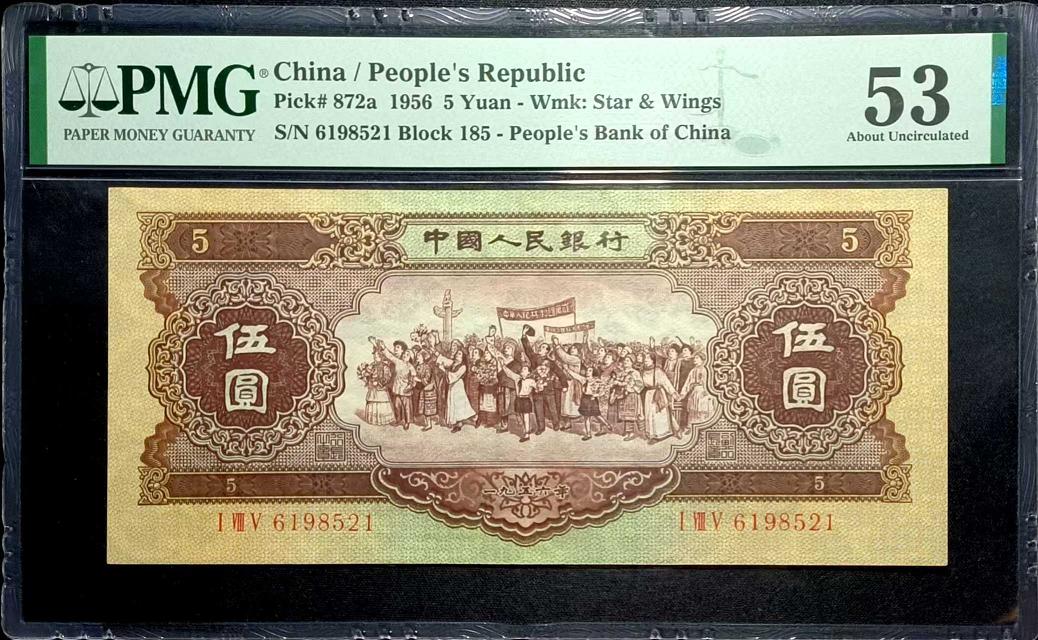 PMG®
PAPER MONEY GUARANTY
China / People's Republic
Pick# 872a 1956 5 Yuan - Wmk: Star & Wings
S/N 6198521 Block 185 - People's Bank of China
53
About Uncirculated
5 中國人民銀行 5
伍圓
伍圓
5 一九五六年 5
I VIII V 6198521
I VIII V 6198521